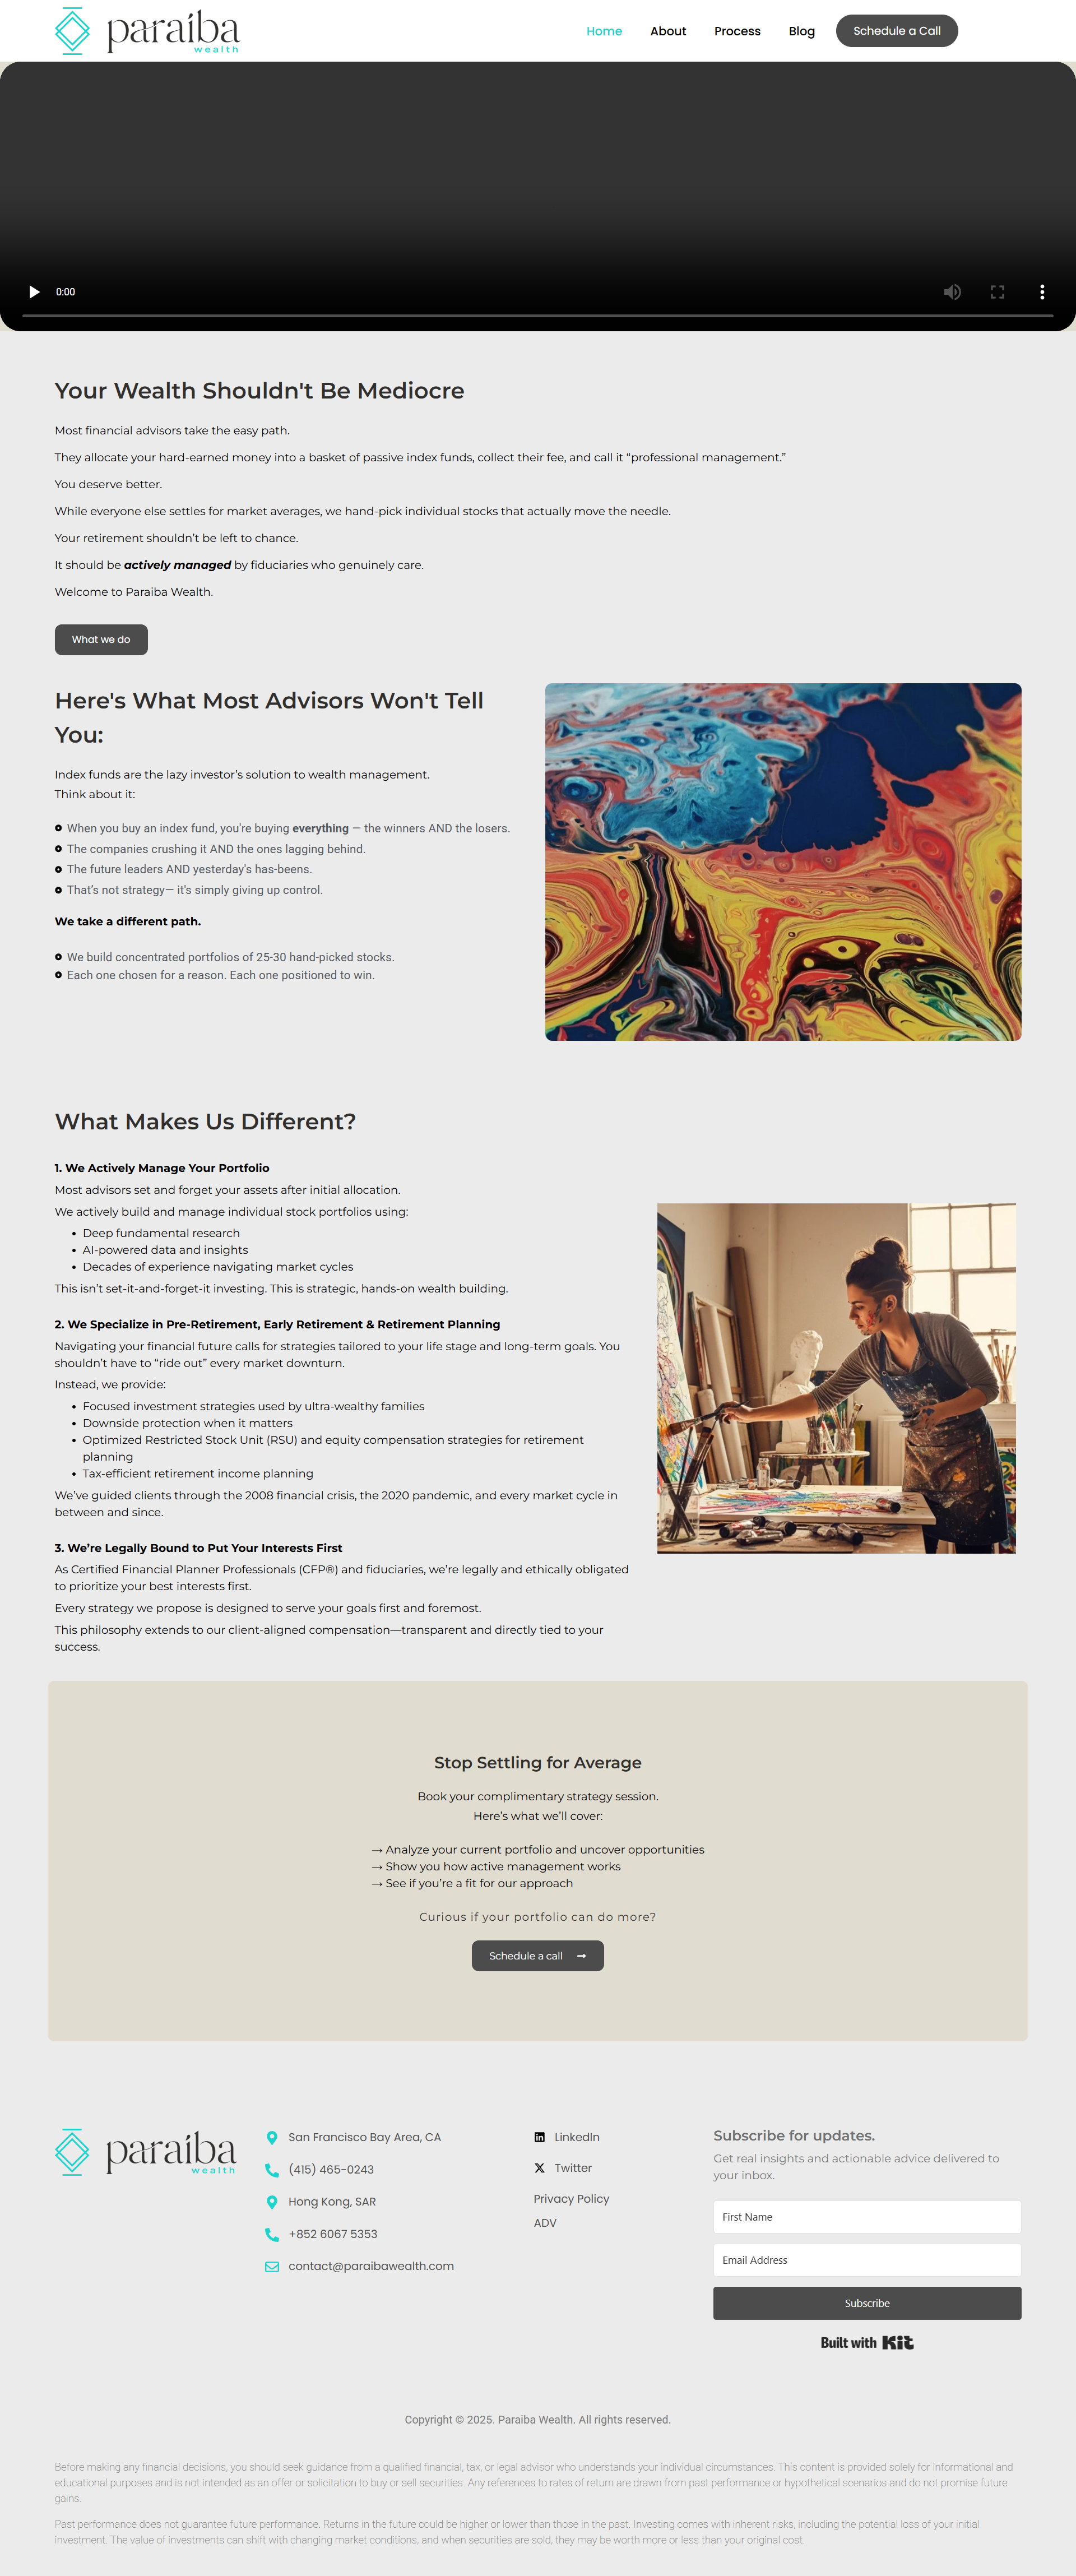 paraíba
wealth
Home About Process Blog Schedule a Call
0:00
Your Wealth Shouldn't Be Mediocre
Most financial advisors take the easy path.
They allocate your hard-earned money into a basket of passive index funds, collect their fee, and call it “professional management.”
You deserve better.
While everyone else settles for market averages, we hand-pick individual stocks that actually move the needle.
Your retirement shouldn’t be left to chance.
It should be actively managed by fiduciaries who genuinely care.
Welcome to Paraiba Wealth.
What we do
Here's What Most Advisors Won't Tell
You:
Index funds are the lazy investor’s solution to wealth management.
Think about it:
When you buy an index fund, you're buying everything — the winners AND the losers.
The companies crushing it AND the ones lagging behind.
The future leaders AND yesterday's has-beens.
That's not strategy— it's simply giving up control.
We take a different path.
We build concentrated portfolios of 25-30 hand-picked stocks.
Each one chosen for a reason. Each one positioned to win.
What Makes Us Different?
1. We Actively Manage Your Portfolio
Most advisors set and forget your assets after initial allocation.
We actively build and manage individual stock portfolios using:
• Deep fundamental research
• AI-powered data and insights
• Decades of experience navigating market cycles
This isn’t set-it-and-forget-it investing. This is strategic, hands-on wealth building.
2. We Specialize in Pre-Retirement, Early Retirement & Retirement Planning
Navigating your financial future calls for strategies tailored to your life stage and long-term goals. You
shouldn’t have to “ride out” every market downturn.
Instead, we provide:
• Focused investment strategies used by ultra-wealthy families
• Downside protection when it matters
• Optimized Restricted Stock Unit (RSU) and equity compensation strategies for retirement
planning
• Tax-efficient retirement income planning
We’ve guided clients through the 2008 financial crisis, the 2020 pandemic, and every market cycle in
between and since.
3. We’re Legally Bound to Put Your Interests First
As Certified Financial Planner Professionals (CFP®) and fiduciaries, we’re legally and ethically obligated
to prioritize your best interests first.
Every strategy we propose is designed to serve your goals first and foremost.
This philosophy extends to our client-aligned compensation—transparent and directly tied to your
success.
Stop Settling for Average
Book your complimentary strategy session.
Here’s what we’ll cover:
→ Analyze your current portfolio and uncover opportunities
→ Show you how active management works
→ See if you’re a fit for our approach
Curious if your portfolio can do more?
Schedule a call →
paraíba
wealth
San Francisco Bay Area, CA
(415) 465-0243
Hong Kong, SAR
+852 6067 5353
contact@paraibawealth.com
LinkedIn
Twitter
Privacy Policy
ADV
Subscribe for updates.
Get real insights and actionable advice delivered to
your inbox.
First Name
Email Address
Subscribe
Built with Kit
Copyright © 2025. Paraiba Wealth. All rights reserved.
Before making any financial decisions, you should seek guidance from a qualified financial, tax, or legal advisor who understands your individual circumstances. This content is provided solely for informational and
educational purposes and is not intended as an offer or solicitation to buy or sell securities. Any references to rates of return are drawn from past performance or hypothetical scenarios and do not promise future
gains.
Past performance does not guarantee future performance. Returns in the future could be higher or lower than those in the past. Investing comes with inherent risks, including the potential loss of your initial
investment. The value of investments can shift with changing market conditions, and when securities are sold, they may be worth more or less than your original cost.